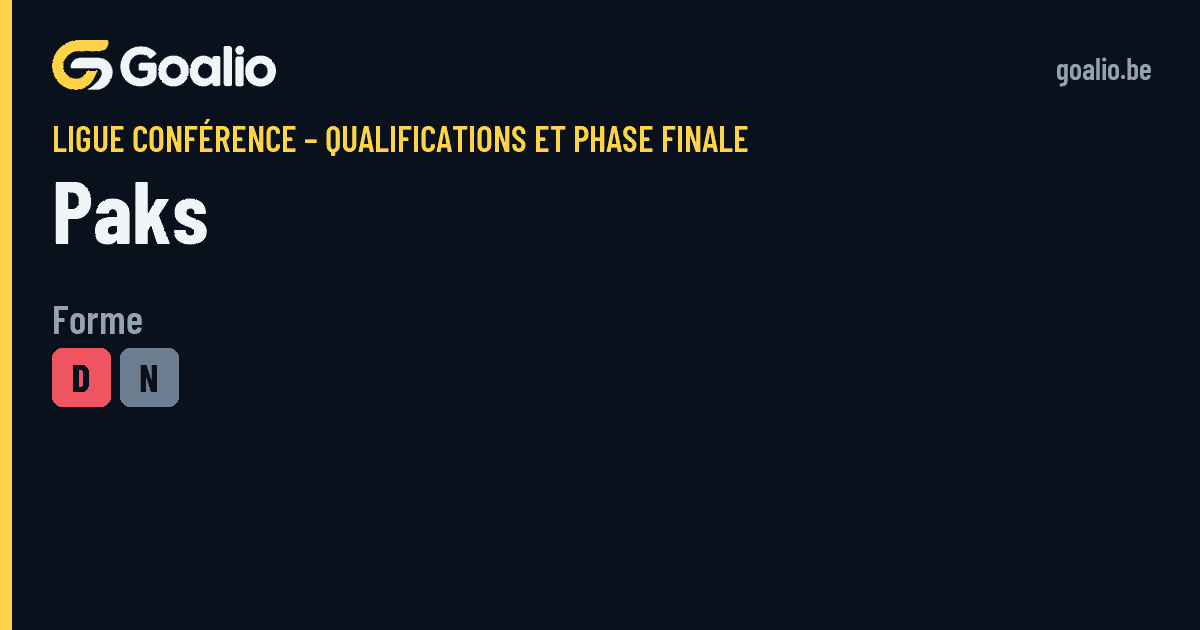 Goalio
goalio.be
LIGUE CONFÉRENCE – QUALIFICATIONS ET PHASE FINALE
Paks
Forme
D N